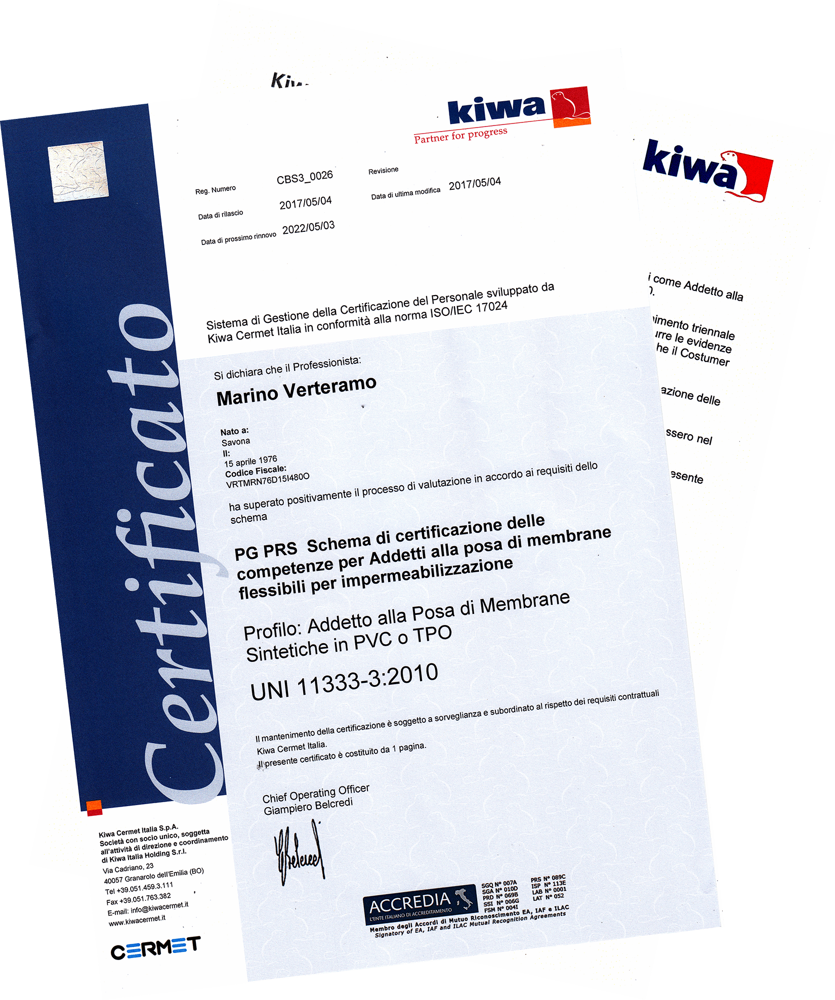 kiwa
Partner for progress
Reg. Numero CBS3_0026
Revisione
Data di rilascio 2017/05/04
Data di ultima modifica 2017/05/04
Data di prossimo rinnovo 2022/05/03
Sistema di Gestione della Certificazione del Personale sviluppato da
Kiwa Cermet Italia in conformità alla norma ISO/IEC 17024
Certificato
Si dichiara che il Professionista:
Marino Verteramo
Nato a:
Savona
Il:
15 aprile 1976
Codice Fiscale:
VRTMRN76D15I480O
ha superato positivamente il processo di valutazione in accordo ai requisiti dello
schema
PG PRS Schema di certificazione delle
competenze per Addetti alla posa di membrane
flessibili per impermeabilizzazione
Profilo: Addetto alla Posa di Membrane
Sintetiche in PVC o TPO
UNI 11333-3:2010
Il mantenimento della certificazione è soggetto a sorveglianza e subordinato al rispetto dei requisiti contrattuali
Kiwa Cermet Italia.
Il presente certificato è costituito da 1 pagina.
Chief Operating Officer
Giampiero Belcredi
Kiwa Cermet Italia S.p.A.
Società con socio unico, soggetta
all'attività di direzione e coordinamento
di Kiwa Italia Holding S.r.l.
Via Cadriano, 23
40057 Granarolo dell'Emilia (BO)
Tel +39.051.459.3.111
Fax +39.051.763.382
E-mail: info@kiwacermet.it
www.kiwacermet.it
CERMET
ACCREDIA
L'ENTE ITALIANO DI ACCREDITAMENTO
SGQ N° 007A PRS N° 089C
SGA N° 010D ISP N° 113E
PRD N° 069B LAB N° 0001
SSI N° 006G LAT N° 052
FSM N° 004I
Membro degli Accordi di Mutuo Riconoscimento EA, IAF e ILAC
Signatory of EA, IAF and ILAC Mutual Recognition Agreements
kiwa
i come Addetto alla
imento triennale
urre le evidenze
he il Costumer
azione delle
ssero nel
esente